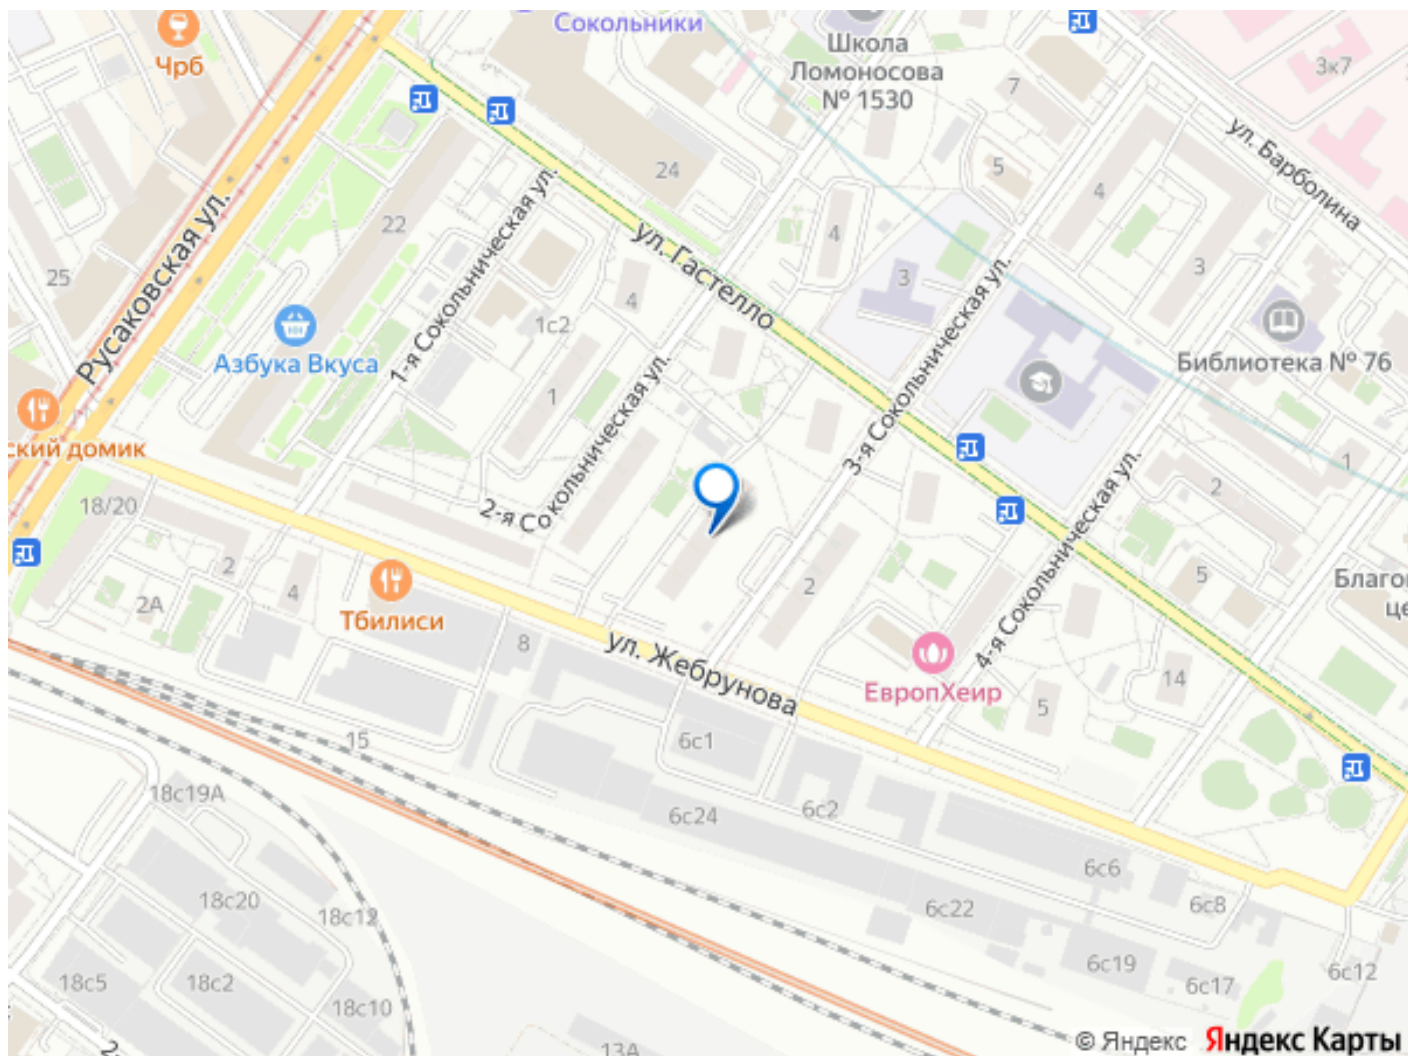 Сокольники
Чрб
Школа
Ломоносова
№ 1530
7
3к7
ул. Барболина
5
24
4
22
1-я Сокольническая ул.
ул. Гастелло
4
3
3
25
Русаковская ул.
4
1с2
3-я Сокольническая ул.
Библиотека № 76
Азбука Вкуса
1
2-я Сокольническая ул.
ский домик
1
2
18/20
4-я Сокольническая ул.
2
4
2А
2
5
Благо
це
Тбилиси
8
ул. Жебрунова
ЕвропХеир
14
5
15
6с1
18с19А
6с24
6с2
6с6
18с20
18с12
6с22
6с8
6с19
6с12
18с5
18с2
18с10
6с17
2-
13А
© Яндекс
Яндекс Карты